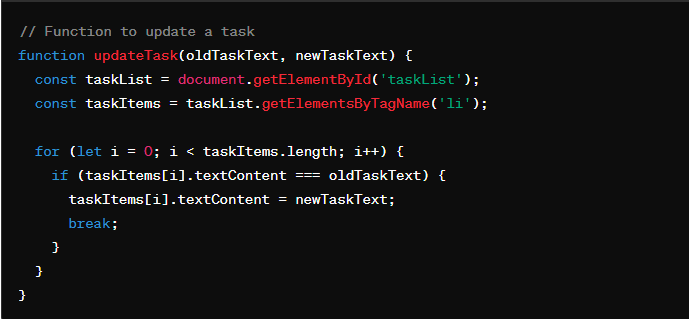 // Function to update a task
function updateTask(oldTaskText, newTaskText) {
  const taskList = document.getElementById('taskList');
  const taskItems = taskList.getElementsByTagName('li');

  for (let i = 0; i < taskItems.length; i++) {
    if (taskItems[i].textContent === oldTaskText) {
      taskItems[i].textContent = newTaskText;
      break;
    }
  }
}